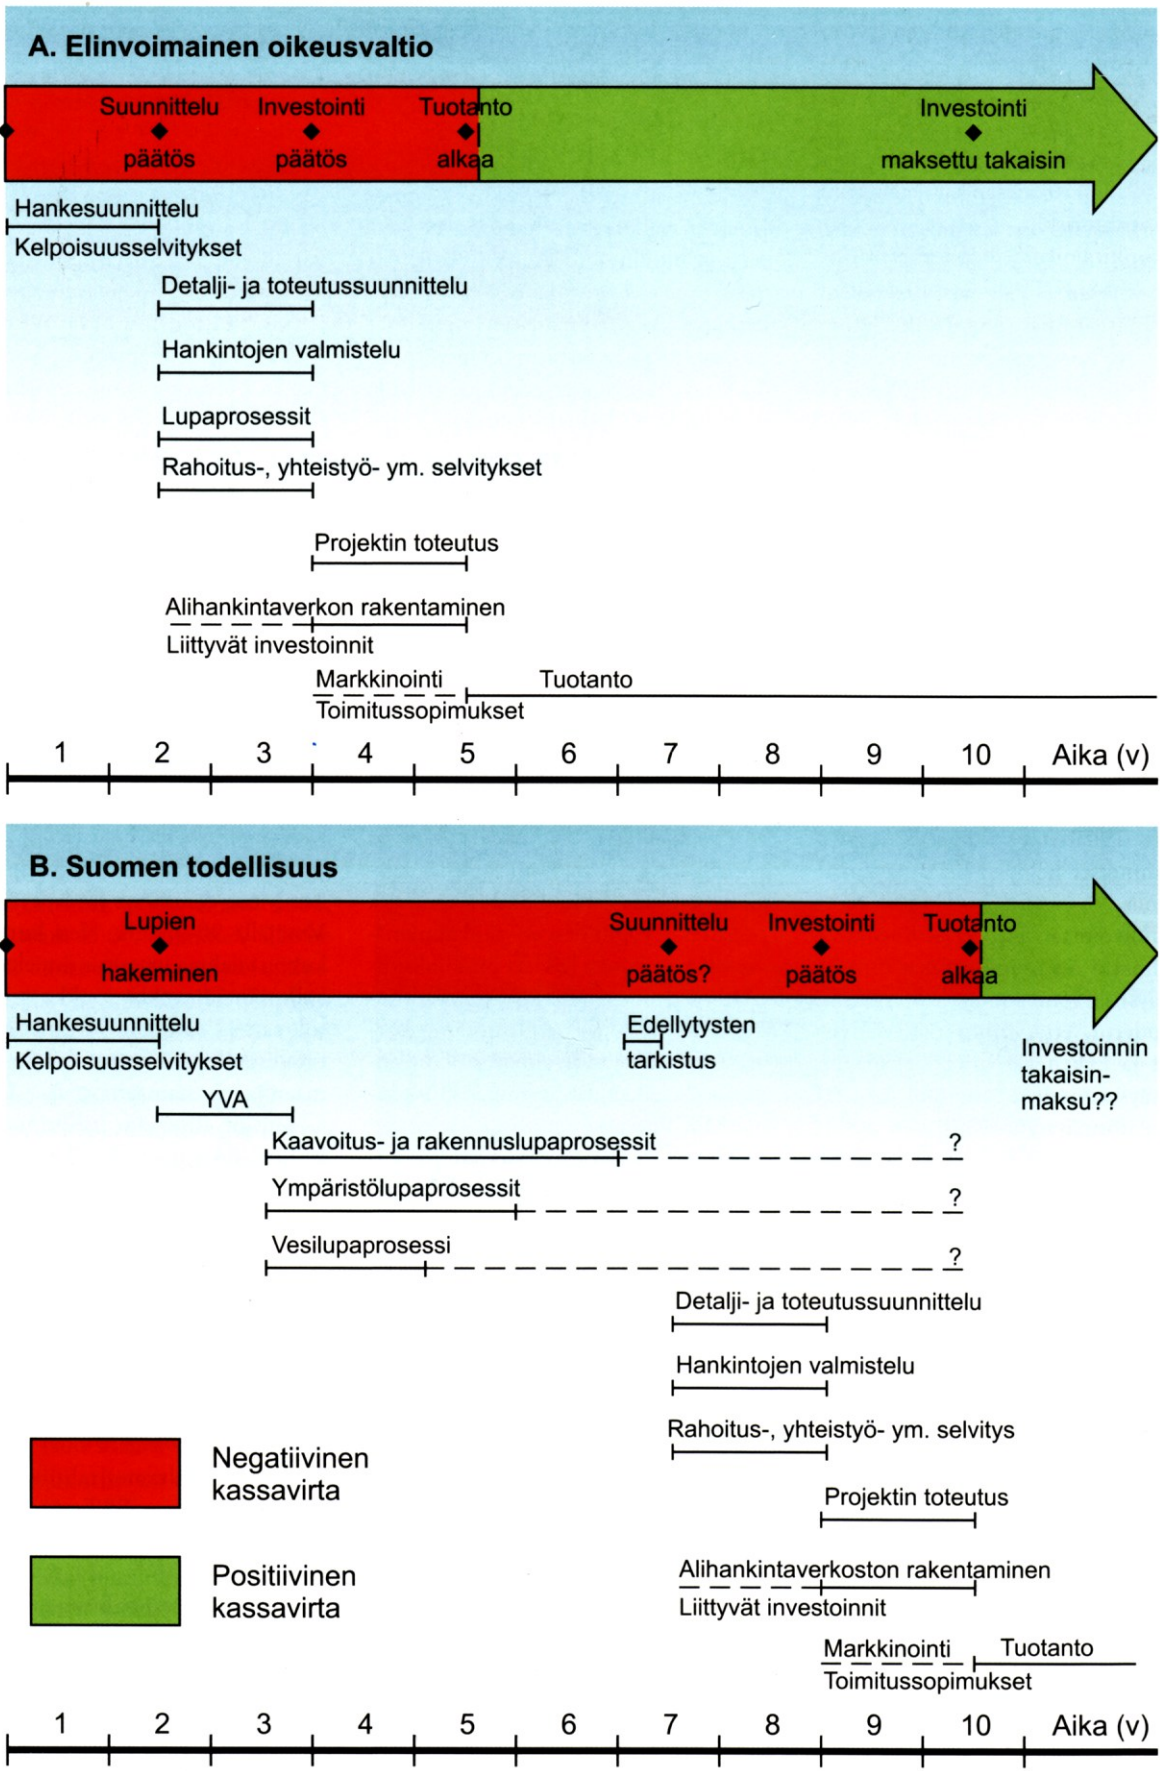 A. Elinvoimainen oikeusvaltio
Suunnittelu Investointi Tuotanto Investointi
päätös päätös alkaa maksettu takaisin
Hankesuunnittelu
Kelpoisuusselvitykset
Detalji- ja toteutussuunnittelu
Hankintojen valmistelu
Lupaprosessit
Rahoitus-, yhteistyö- ym. selvitykset
Projektin toteutus
Alihankintaverkon rakentaminen
Liittyvät investoinnit
Markkinointi Tuotanto
Toimitussopimukset
1 2 3 4 5 6 7 8 9 10 Aika (v)
B. Suomen todellisuus
Lupien Suunnittelu Investointi Tuotanto
hakeminen päätös? päätös alkaa
Hankesuunnittelu Edellytysten
Kelpoisuusselvitykset tarkistus
Investoinnin
takaisin-
maksu??
YVA
Kaavoitus- ja rakennuslupaprosessit ?
Ympäristölupaprosessit ?
Vesilupaprosessi ?
Detalji- ja toteutussuunnittelu
Hankintojen valmistelu
Rahoitus-, yhteistyö- ym. selvitys
Negatiivinen
kassavirta
Projektin toteutus
Positiivinen
kassavirta
Alihankintaverkoston rakentaminen
Liittyvät investoinnit
Markkinointi Tuotanto
Toimitussopimukset
1 2 3 4 5 6 7 8 9 10 Aika (v)